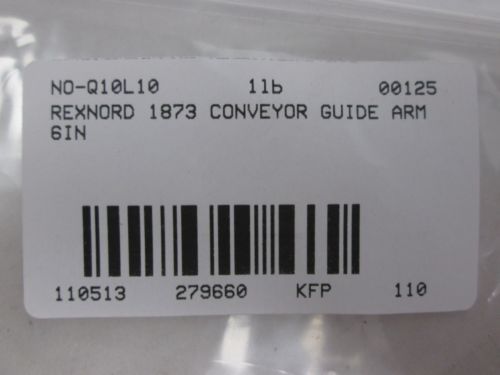 NO-Q10L10 1lb 00125
REXNORD 1873 CONVEYOR GUIDE ARM
6IN
110513 279660 KFP 110